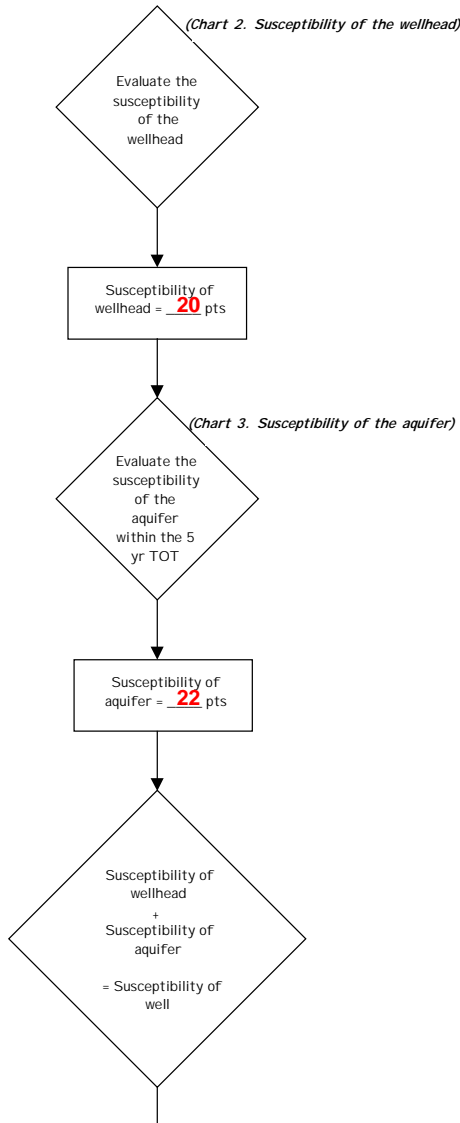 (Chart 2. Susceptibility of the wellhead)
Evaluate the
susceptibility
of the
wellhead
Susceptibility of
wellhead = 20 pts
(Chart 3. Susceptibility of the aquifer)
Evaluate the
susceptibility
of the
aquifer
within the 5
yr TOT
Susceptibility of
aquifer = 22 pts
Susceptibility of
wellhead
+
Susceptibility of
aquifer
= Susceptibility of
well